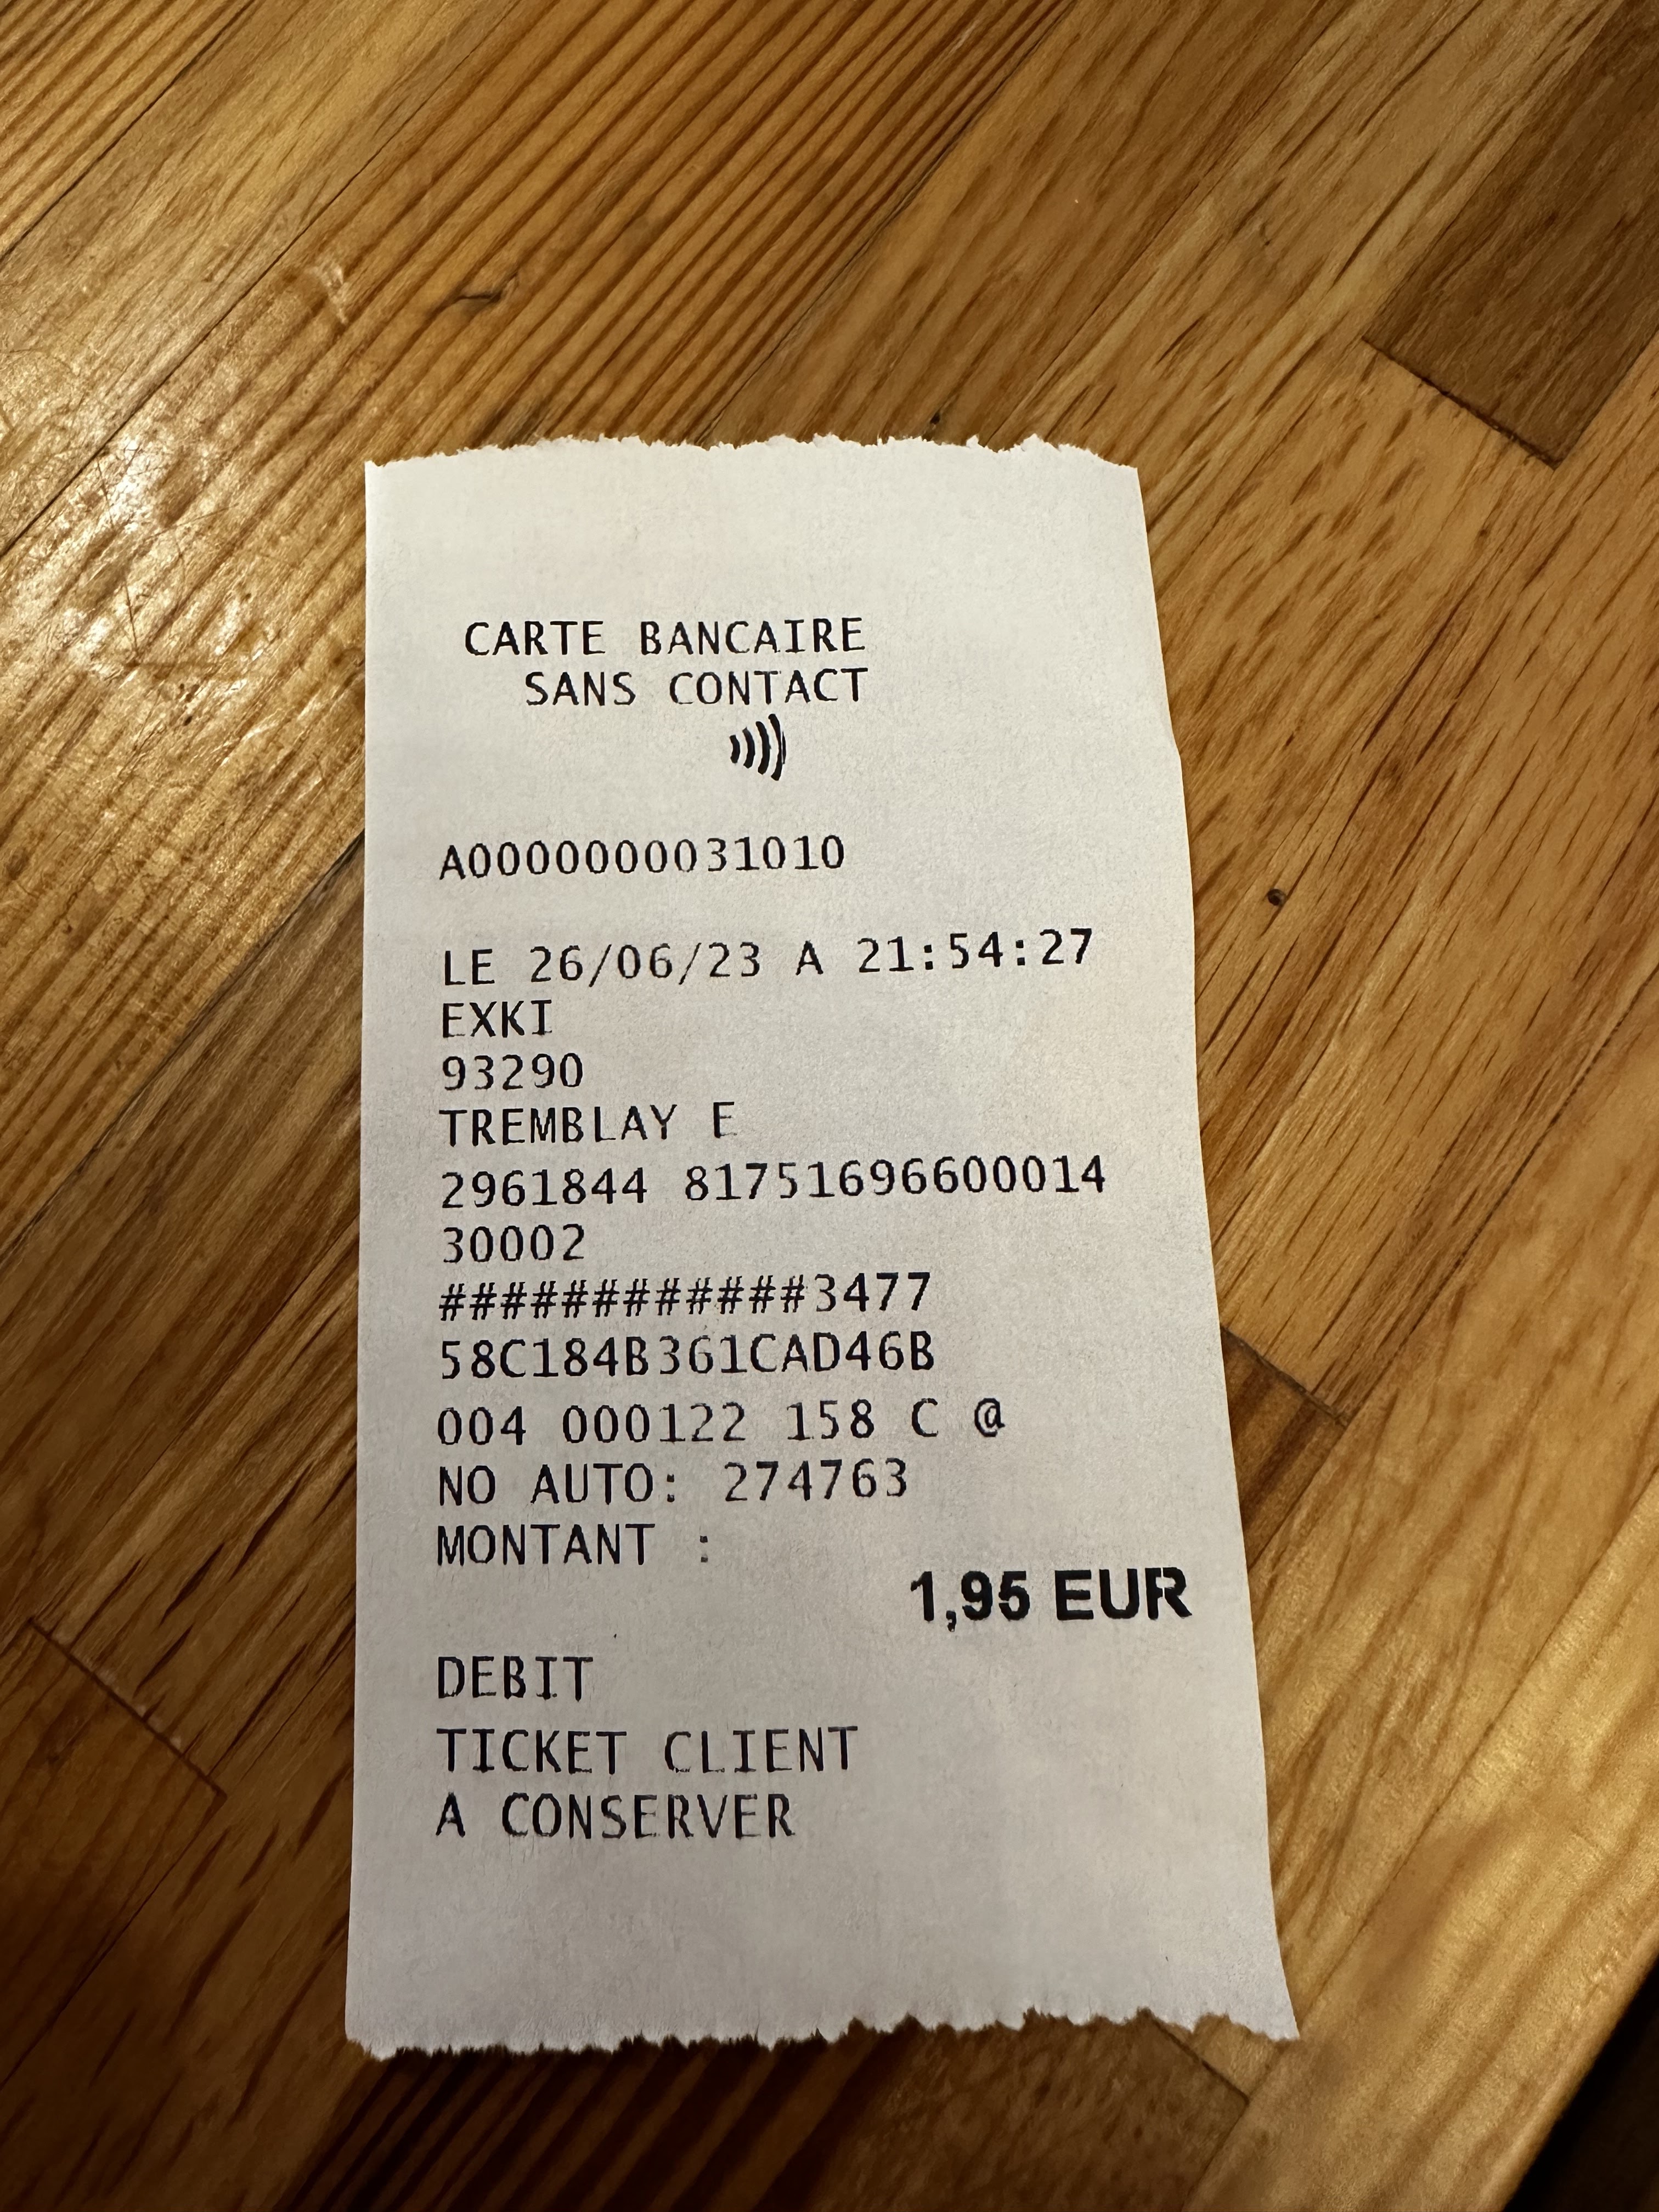 CARTE BANCAIRE
SANS CONTACT
A0000000031010
LE 26/06/23 A 21:54:27
EXKI
93290
TREMBLAY E
2961844 81751696600014
30002
############3477
58C184B361CAD46B
004 000122 158 C @
NO AUTO: 274763
MONTANT :
1,95 EUR
DEBIT
TICKET CLIENT
A CONSERVER